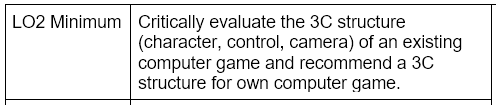 LO2 Minimum
Critically evaluate the 3C structure
(character, control, camera) of an existing
computer game and recommend a 3C
structure for own computer game.